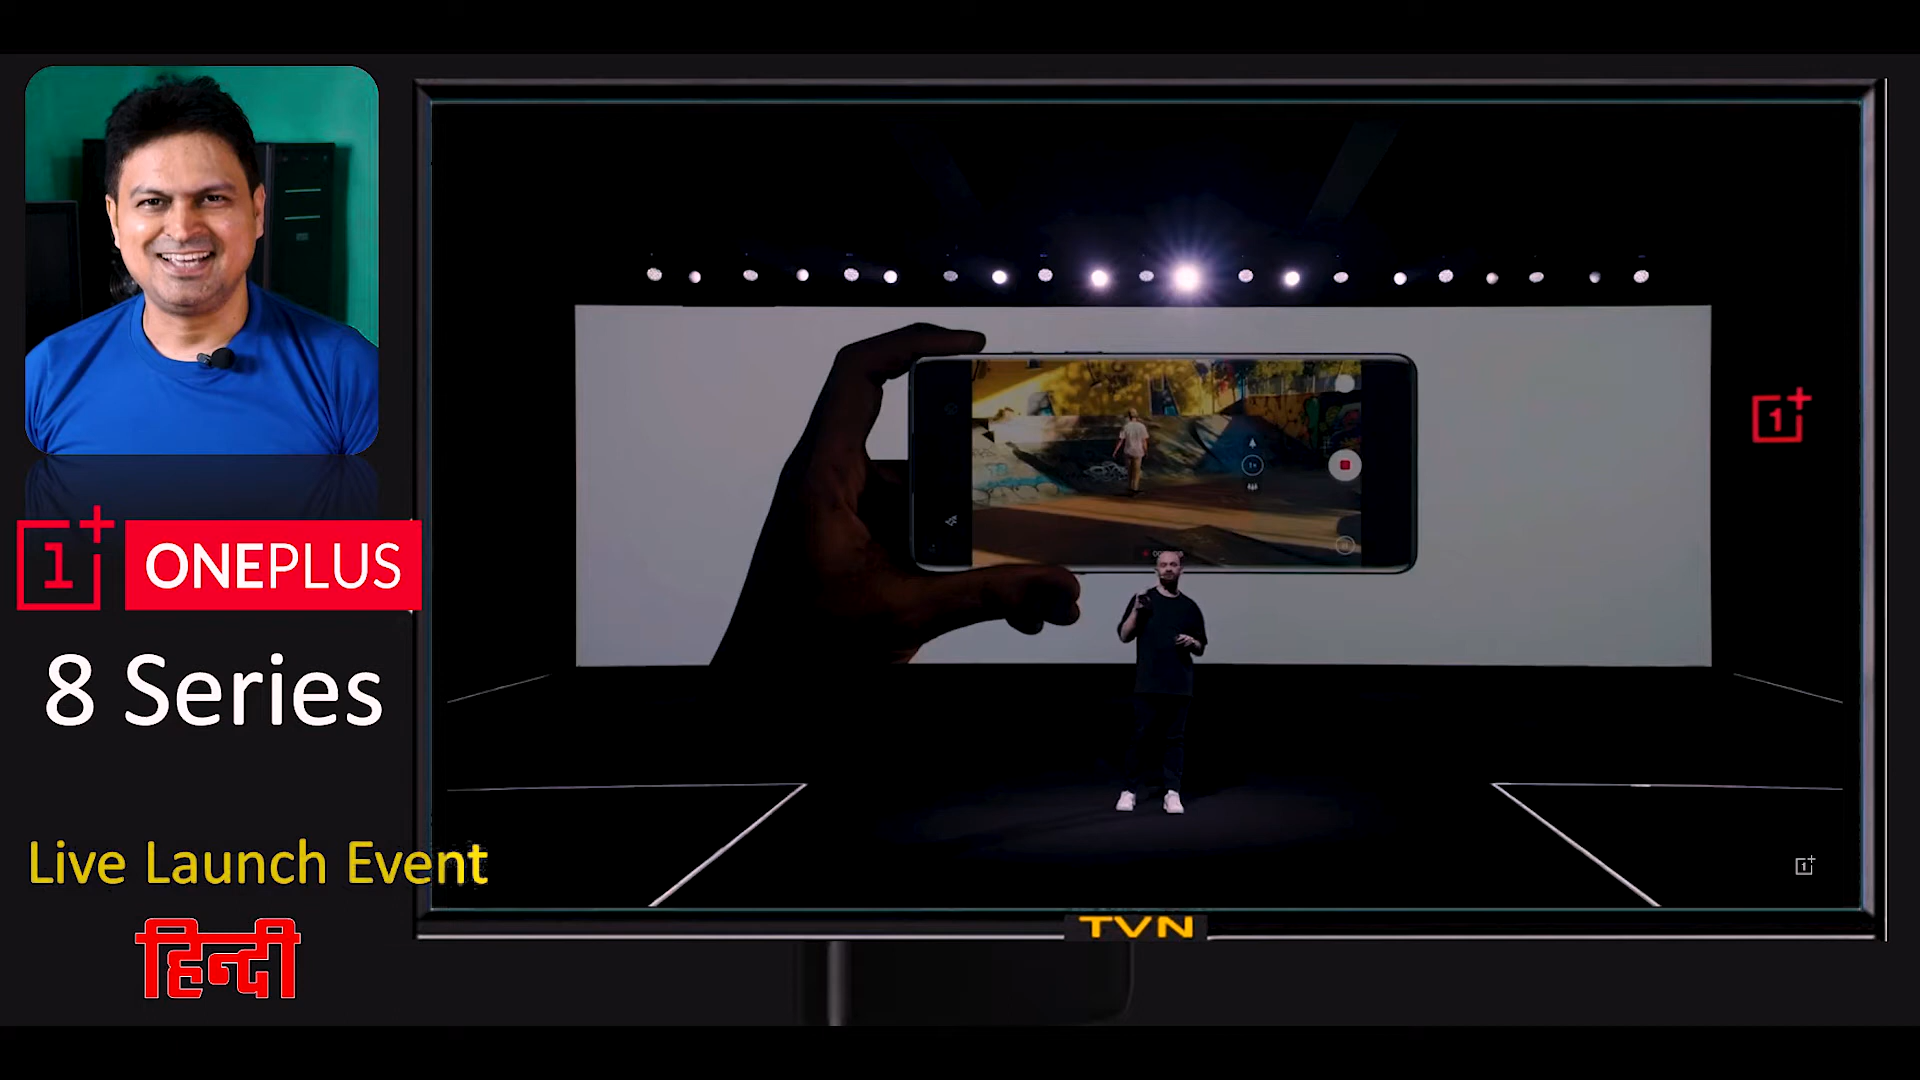 ONEPLUS
8 Series
Live Launch Event
हिन्दी
TVN